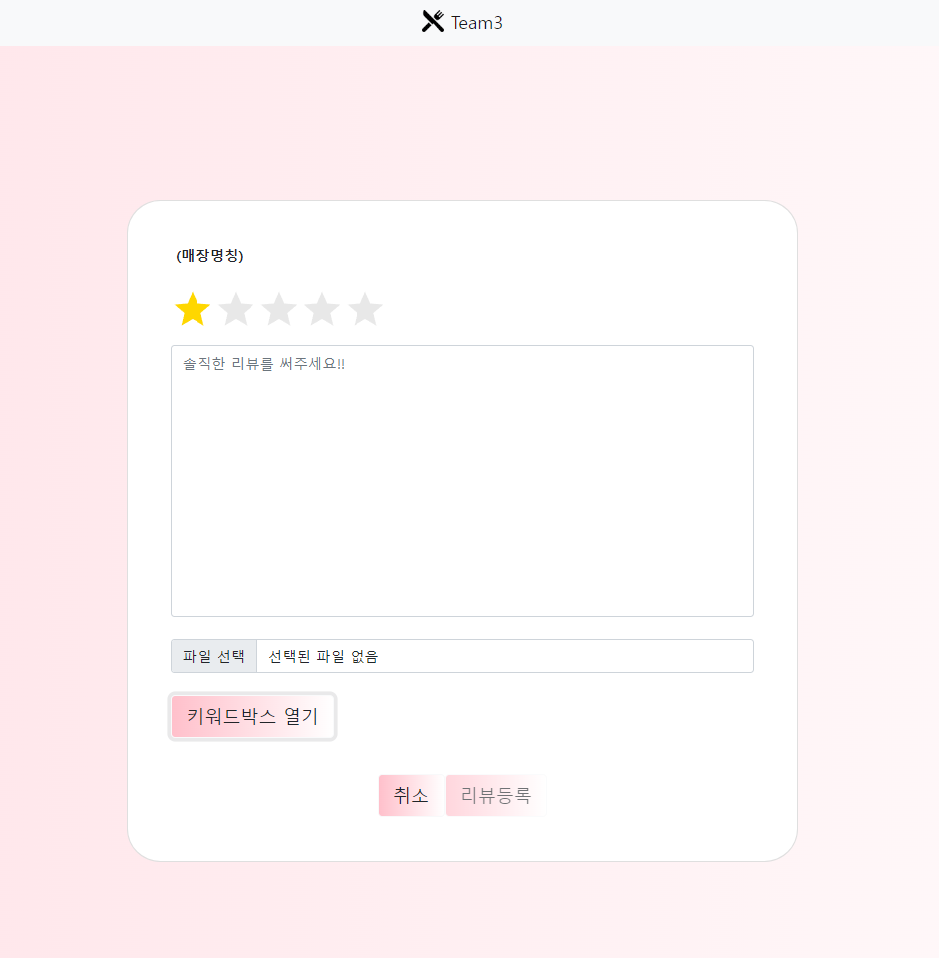 Team3
(매장명칭)
솔직한 리뷰를 써주세요!!
파일 선택 선택된 파일 없음
키워드박스 열기
취소 리뷰등록